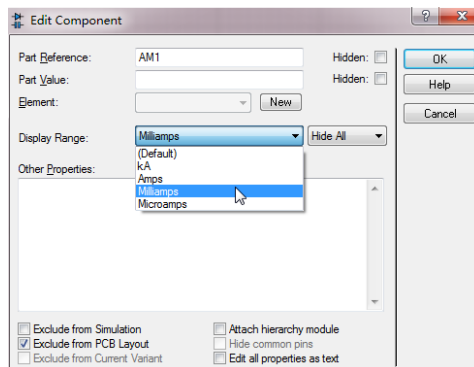 Edit Component
Part Reference: AM1 Hidden: OK
Part Value: Hidden: Help
Element: New Cancel
Display Range: Milliamps Hide All
(Default)
kA
Amps
Milliamps
Microamps
Other Properties:
Exclude from Simulation Attach hierarchy module
Exclude from PCB Layout Hide common pins
Exclude from Current Variant Edit all properties as text